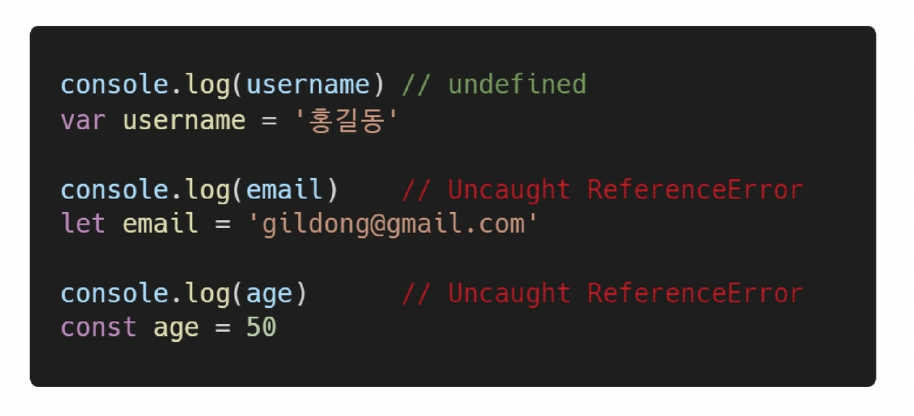 console.log(username) // undefined
var username = '홍길동'
console.log(email)    // Uncaught ReferenceError
let email = 'gildong@gmail.com'
console.log(age)      // Uncaught ReferenceError
const age = 50